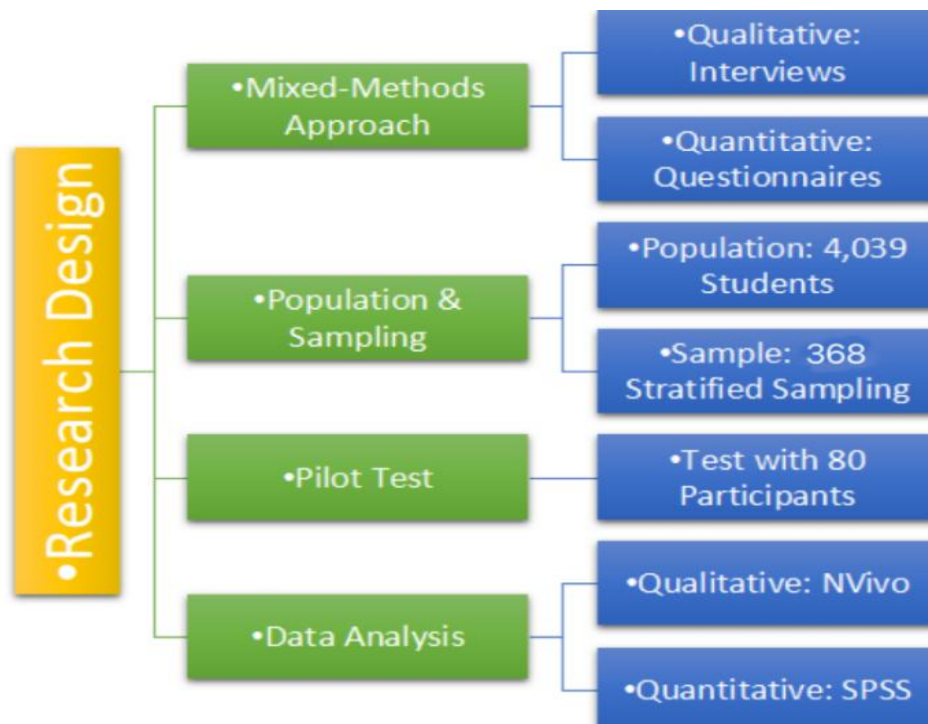 •Research Design
•Mixed-Methods
Approach
•Qualitative:
Interviews
•Quantitative:
Questionnaires
•Population &
Sampling
•Population: 4,039
Students
•Sample: 368
Stratified Sampling
•Pilot Test
•Test with 80
Participants
•Data Analysis
•Qualitative: NVivo
•Quantitative: SPSS